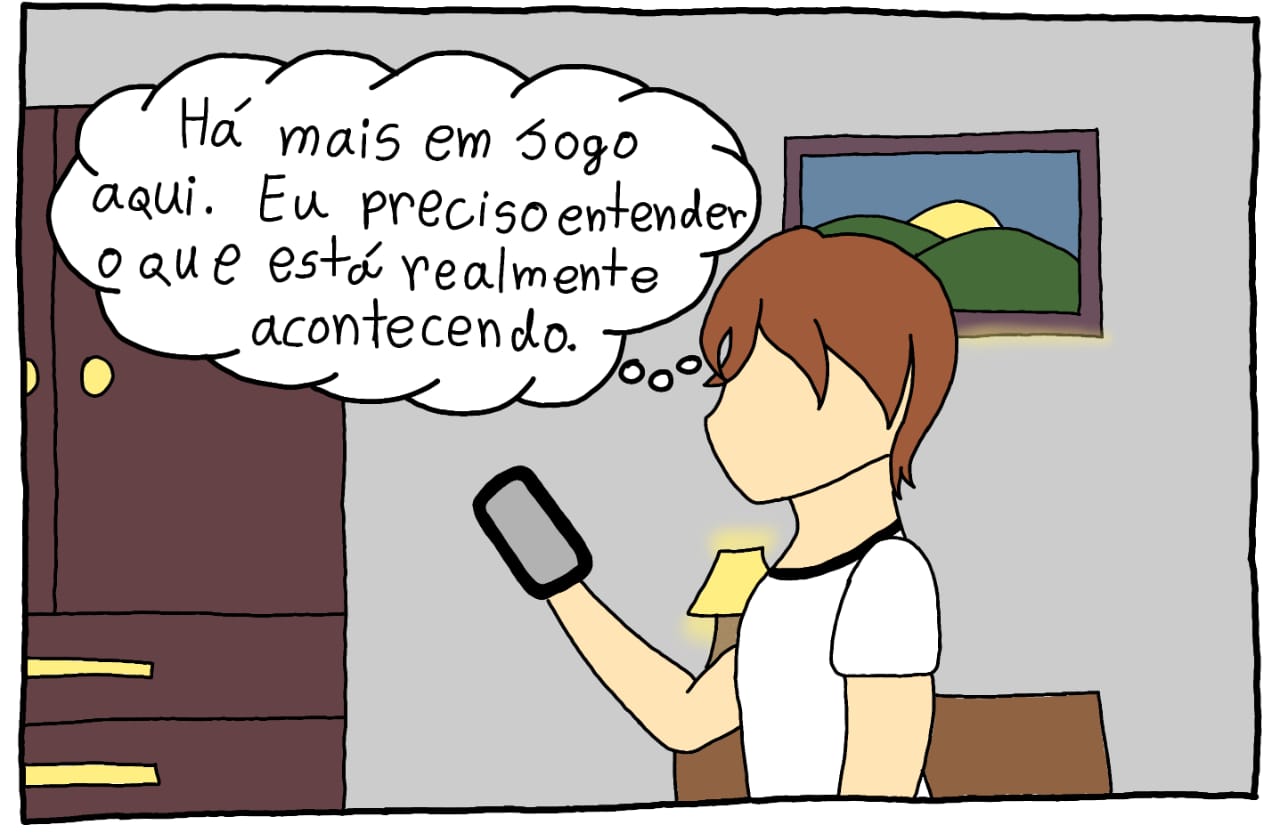 Há mais em jogo
aqui. Eu preciso entender
o que está realmente
acontecendo.